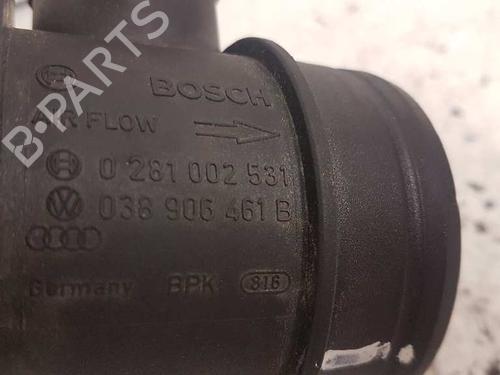 BOSCH
AIR FLOW
0 281 002 531
038 906 461 B
Germany BPK 816
B-PARTS